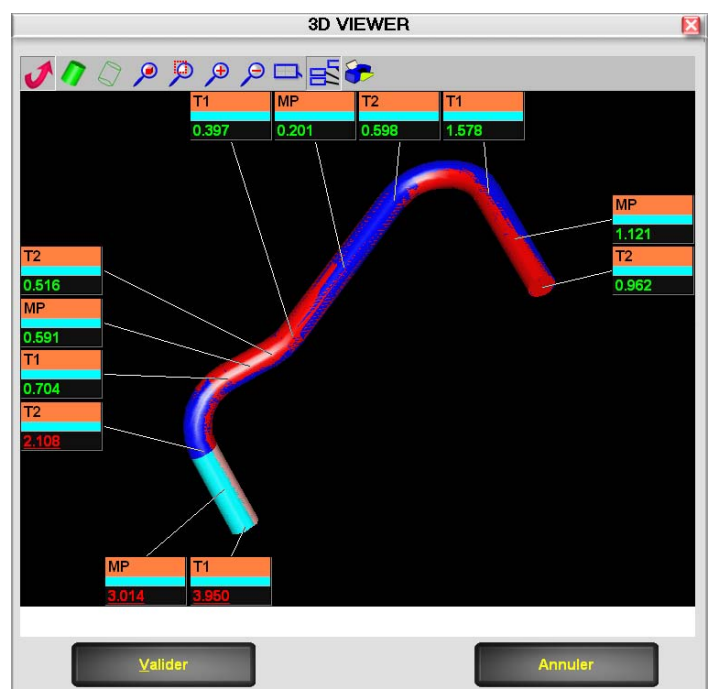 3D VIEWER
T1 MP T2 T1
0.397 0.201 0.598 1.578
MP
1.121
T2
0.962
T2
0.516
MP
0.591
T1
0.704
T2
2.108
MP T1
3.014 3.950
Valider Annuler